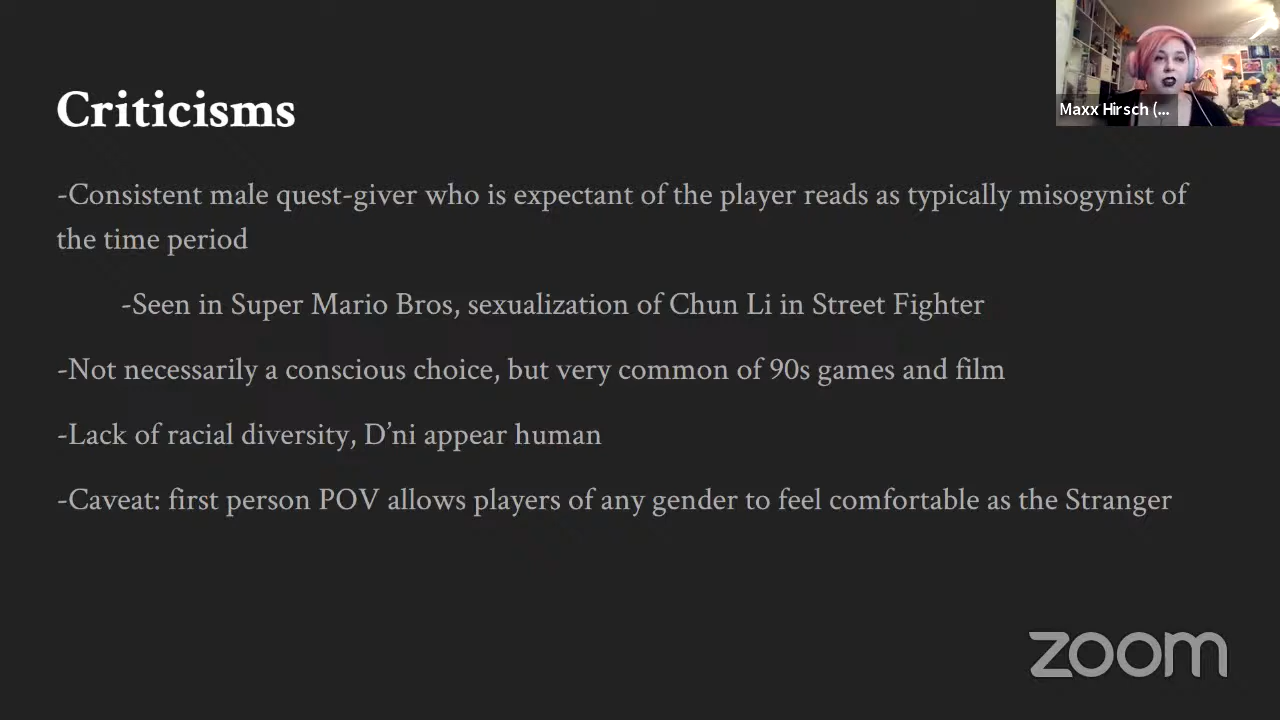 Criticisms
Maxx Hirsch (...
-Consistent male quest-giver who is expectant of the player reads as typically misogynist of
the time period
-Seen in Super Mario Bros, sexualization of Chun Li in Street Fighter
-Not necessarily a conscious choice, but very common of 90s games and film
-Lack of racial diversity, D’ni appear human
-Caveat: first person POV allows players of any gender to feel comfortable as the Stranger
zoom